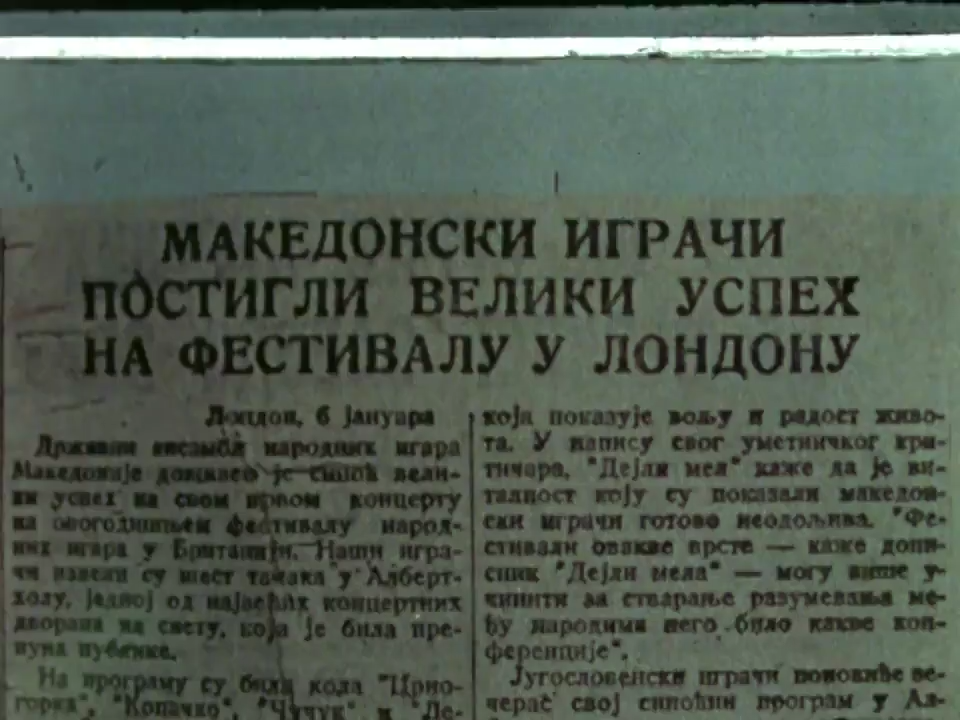 МАКЕДОНСКИ ИГРАЧИ
ПОСТИГЛИ ВЕЛИКИ УСПЕХ
НА ФЕСТИВАЛУ У ЛОНДОНУ
Лондон, 6 јануара
Државни ансамбл народних игара
Македоније доживео је синоћ вели-
ки успех на свом првом концерту
на овогодишњем фестивалу народ-
них игара у Британији. Наши игра-
чи извели су шест тачака у Алберт-
холу, једној од највећих концертних
дворана на свету, која је била пре-
пуна публике.
На програму су била кола "Црно-
горка", "Копачко", "Чучук" и
која показује вољу и радост живо-
та. У напису свог уметничког кри-
тичара, "Дејли мел" каже да је ви-
талност коју су показали македон-
ски играчи готово неодољива. "Фе-
стивали овакве врсте — каже допи-
сник "Дејли мела" — могу више у-
чинити за стварање разумевања ме-
ђу народима него било какве кон-
ференције".
Југословенски играчи поновиће ве-
черас свој синоћни програм у Ал-